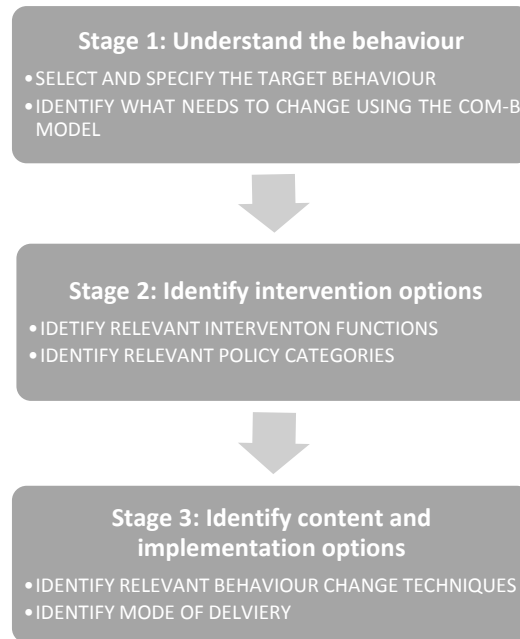 Stage 1: Understand the behaviour
•SELECT AND SPECIFY THE TARGET BEHAVIOUR
•IDENTIFY WHAT NEEDS TO CHANGE USING THE COM-B
MODEL
Stage 2: Identify intervention options
•IDETIFY RELEVANT INTERVENTON FUNCTIONS
•IDENTIFY RELEVANT POLICY CATEGORIES
Stage 3: Identify content and
implementation options
•IDENTIFY RELEVANT BEHAVIOUR CHANGE TECHNIQUES
•IDENTIFY MODE OF DELVIERY